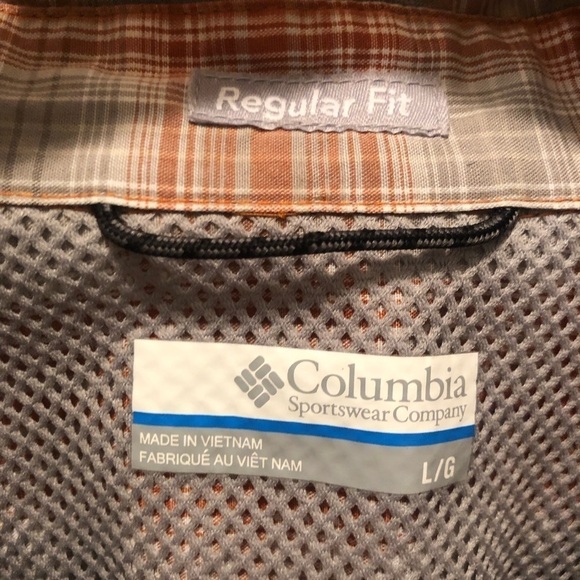 Regular Fit
Columbia
Sportswear Company
MADE IN VIETNAM
FABRIQUÉ AU VIÊT NAM
L/G